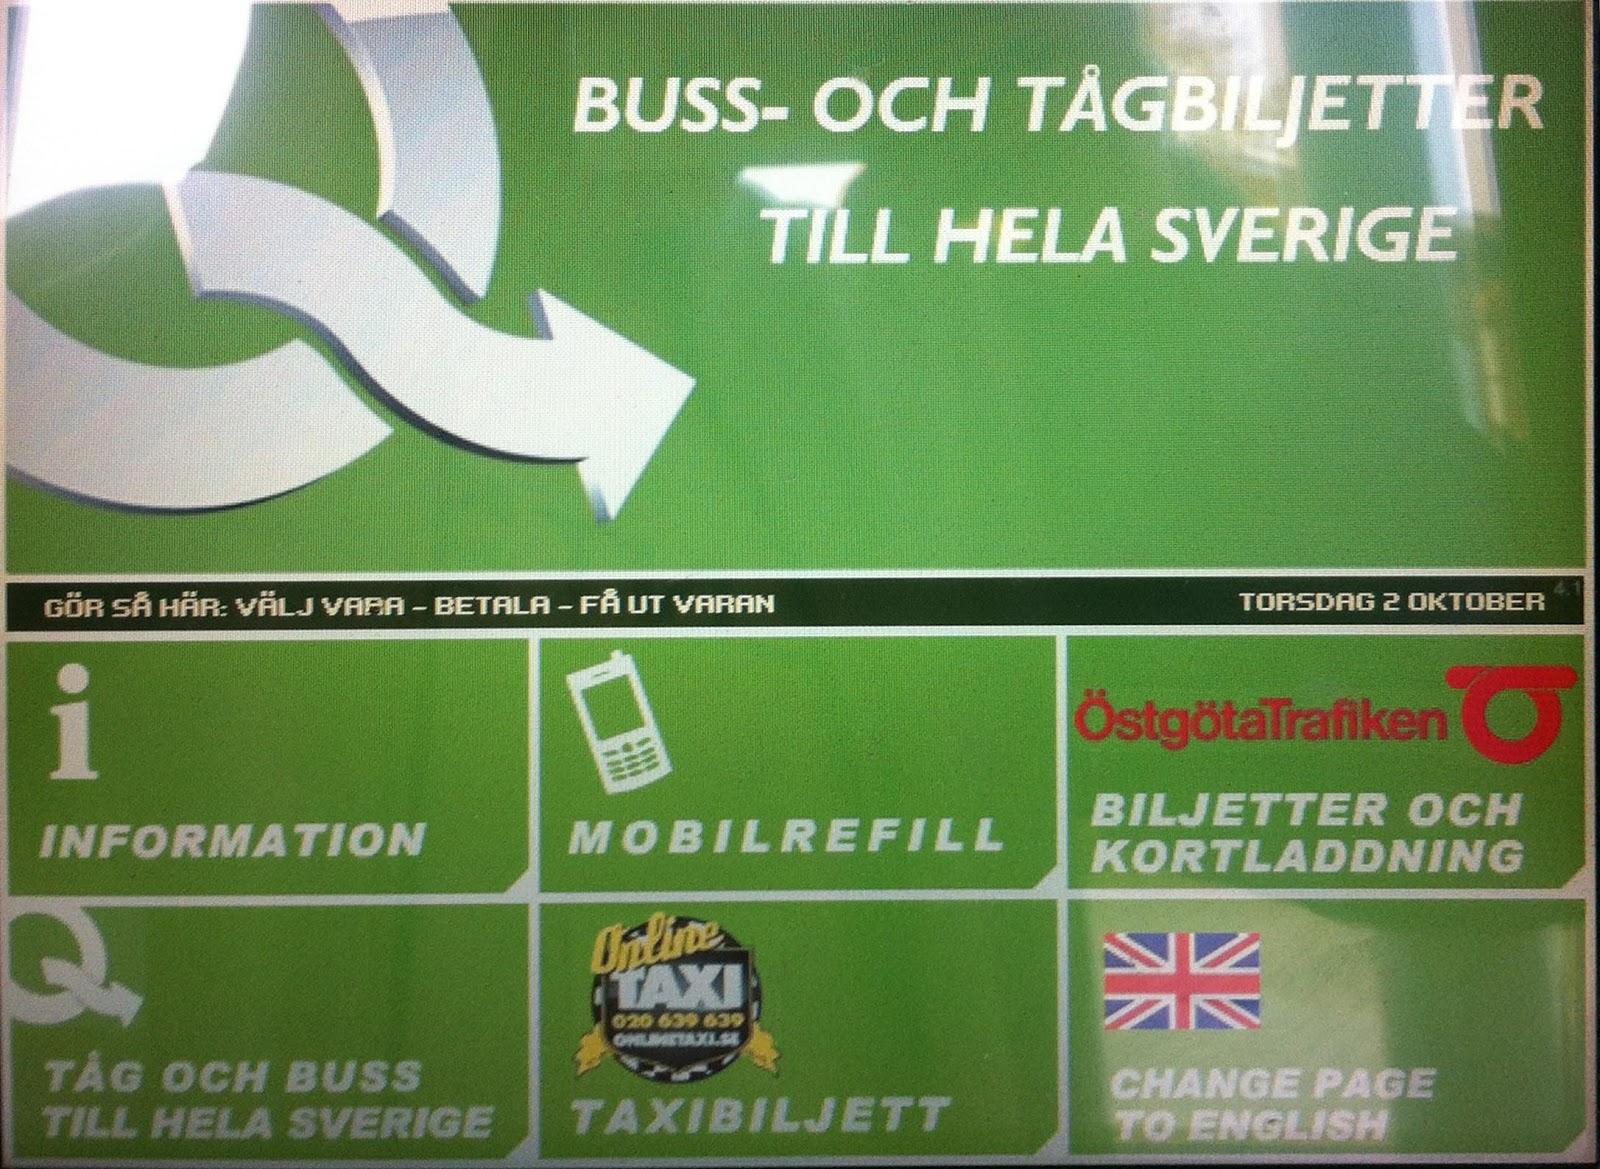 BUSS- OCH TÅGBILJETTER
TILL HELA SVERIGE
GÖR SÅ HÄR: VÄLJ VARA - BETALA - FÅ UT VARAN
TORSDAG 2 OKTOBER
4.1
INFORMATION
MOBILREFILL
ÖstgötaTrafiken
BILJETTER OCH
KORTLADDNING
TÅG OCH BUSS
TILL HELA SVERIGE
Online
TAXI
020 639 639
ONLINETAXI.SE
TAXIBILJETT
CHANGE PAGE
TO ENGLISH